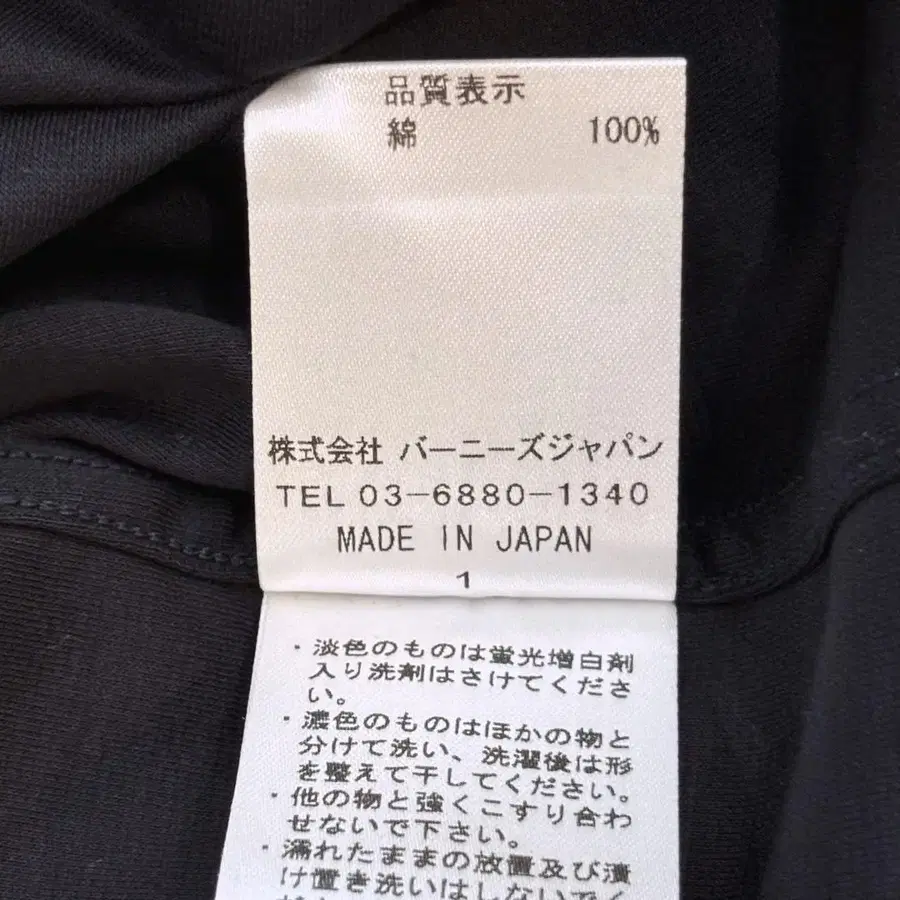 品質表示
綿 100%
株式会社 バーニーズジャパン
TEL 03-6880-1340
MADE IN JAPAN
1
・淡色のものは蛍光増白剤
入り洗剤はさけてくださ
い。
・濃色のものはほかの物と
分けて洗い、洗濯後は形
を整えて干してください。
・他の物と強くこすり合わ
せないで下さい。
・濡れたままの放置及び漬
け置き洗いはしないでく